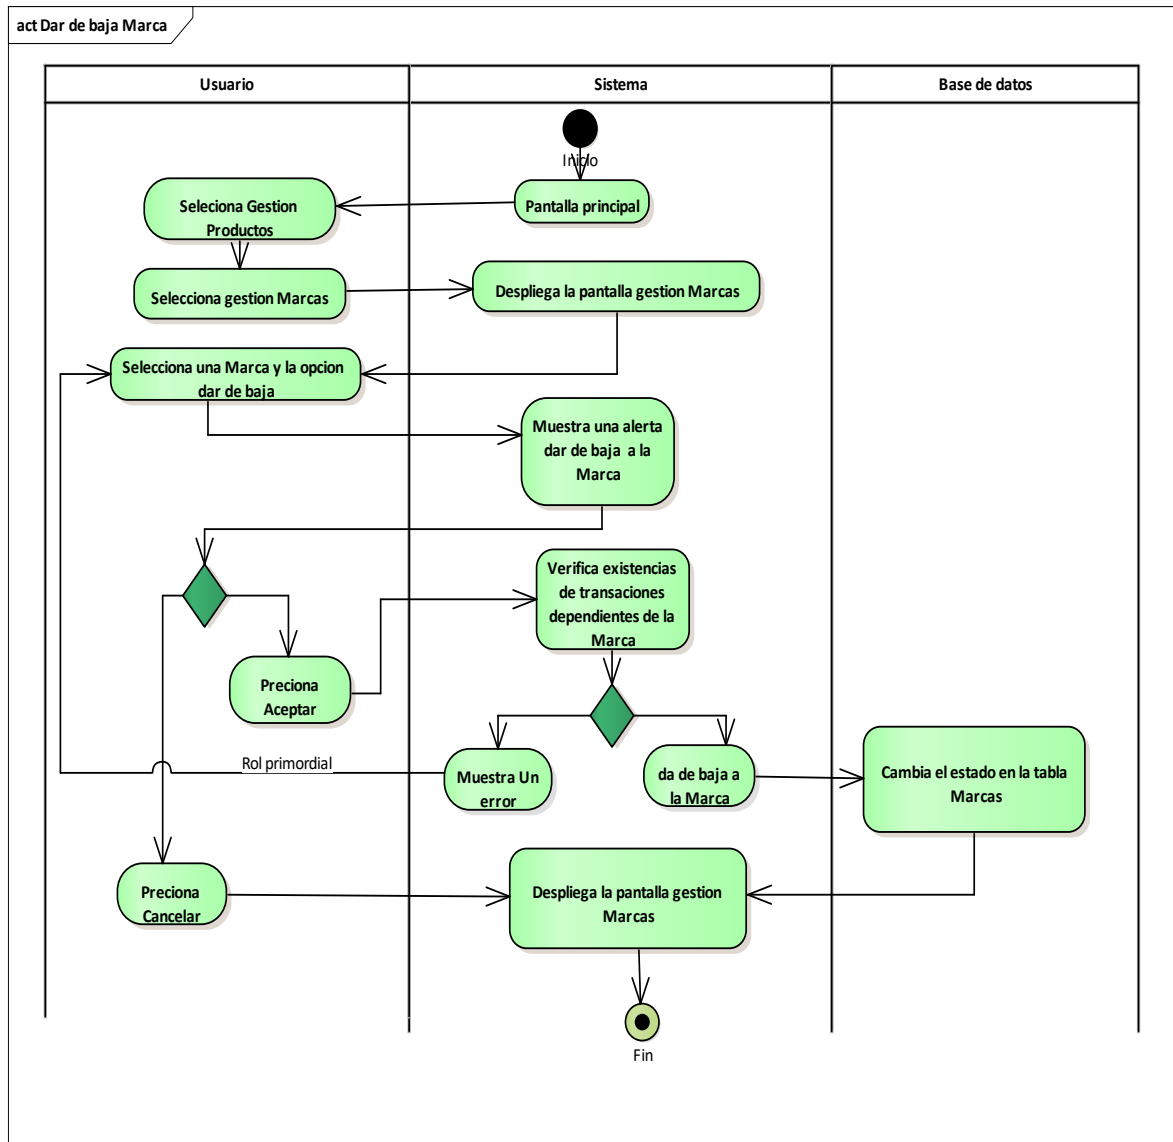 act Dar de baja Marca
Usuario
Sistema
Base de datos
Inicio
Pantalla principal
Seleciona Gestion
Productos
Selecciona gestion Marcas
Despliega la pantalla gestion Marcas
Selecciona una Marca y la opcion
dar de baja
Muestra una alerta
dar de baja a la
Marca
Verifica existencias
de transaciones
dependientes de la
Marca
Preciona
Aceptar
Rol primordial
Muestra Un
error
da de baja a
la Marca
Cambia el estado en la tabla
Marcas
Preciona
Cancelar
Despliega la pantalla gestion
Marcas
Fin